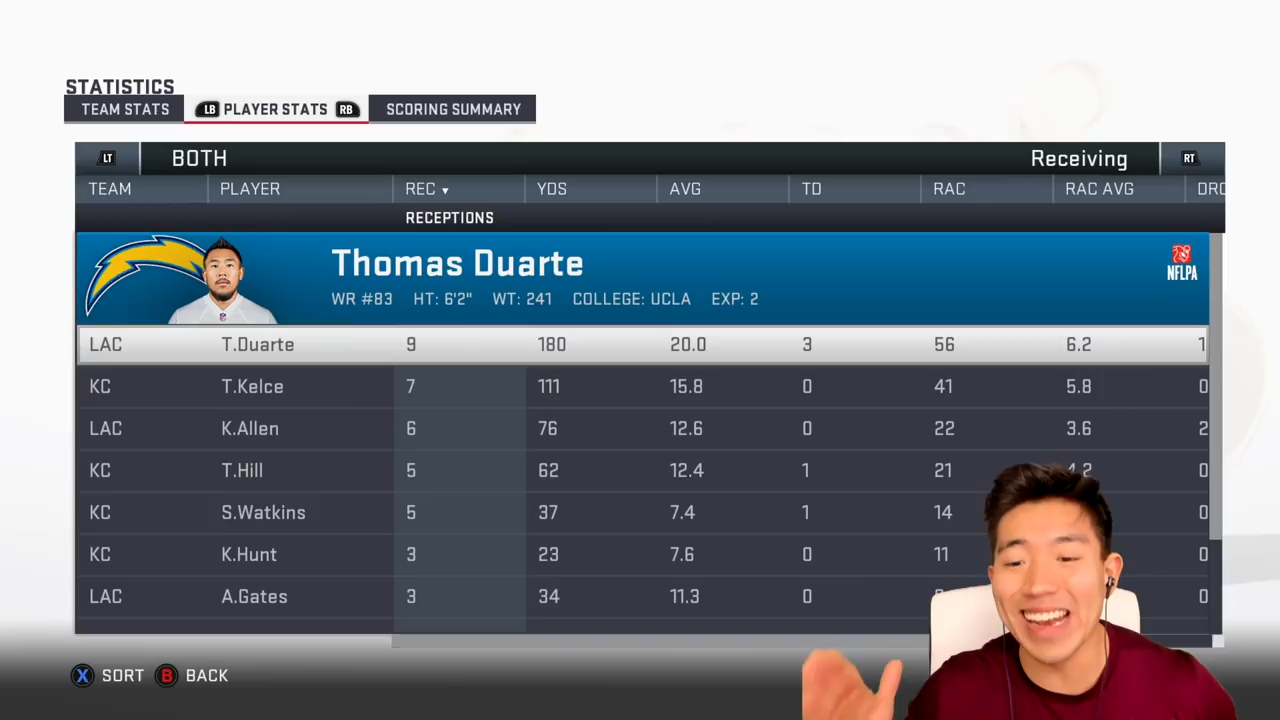 STATISTICS
TEAM STATS LB PLAYER STATS RB SCORING SUMMARY
LT BOTH Receiving RT
TEAM PLAYER REC ▾ YDS AVG TD RAC RAC AVG DRO
RECEPTIONS
Thomas Duarte
NFLPA
WR #83 HT: 6'2" WT: 241 COLLEGE: UCLA EXP: 2
LAC T.Duarte 9 180 20.0 3 56 6.2 1
KC T.Kelce 7 111 15.8 0 41 5.8 0
LAC K.Allen 6 76 12.6 0 22 3.6 2
KC T.Hill 5 62 12.4 1 21 4.2 0
KC S.Watkins 5 37 7.4 1 14 0
KC K.Hunt 3 23 7.6 0 11 0
LAC A.Gates 3 34 11.3 0 0
X SORT B BACK